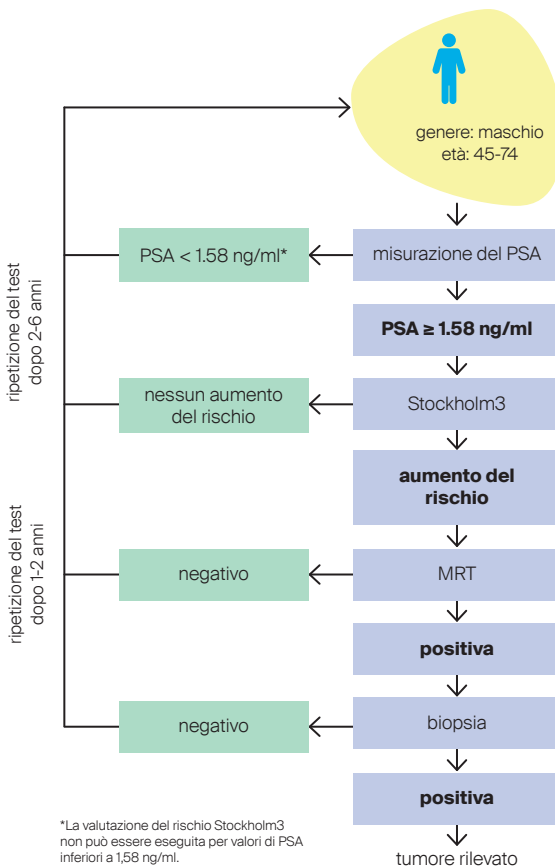 genere: maschio
età: 45-74
PSA < 1.58 ng/ml*
misurazione del PSA
PSA ≥ 1.58 ng/ml
ripetizione del test
dopo 2-6 anni
nessun aumento
del rischio
Stockholm3
aumento del
rischio
ripetizione del test
dopo 1-2 anni
negativo
MRT
positiva
negativo
biopsia
positiva
*La valutazione del rischio Stockholm3
non può essere eseguita per valori di PSA
inferiori a 1,58 ng/ml.
tumore rilevato